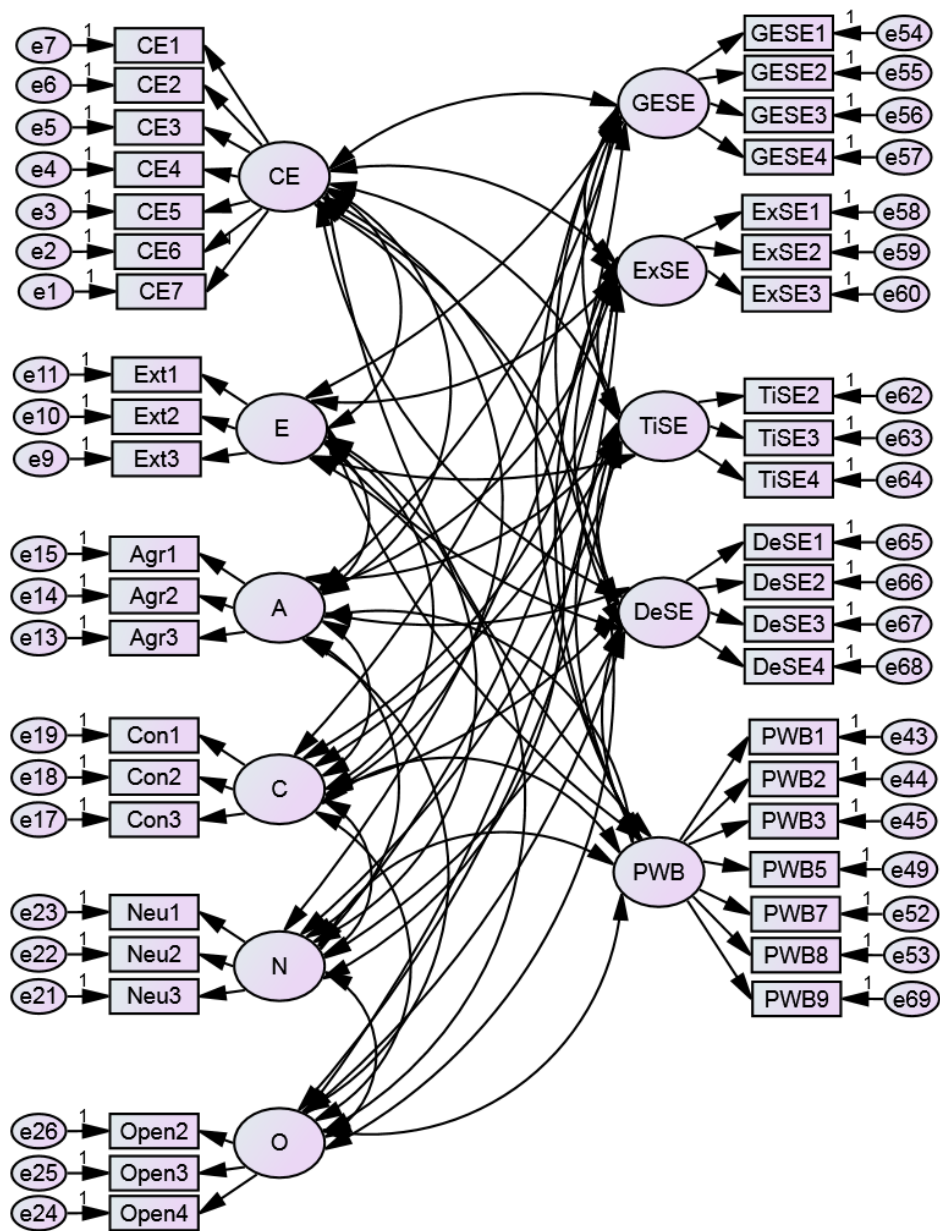 e7 1 CE1
e6 1 CE2
e5 1 CE3
e4 1 CE4
e3 1 CE5
e2 1 CE6
e1 1 CE7
CE
1
e11 1 Ext1
e10 1 Ext2
e9 1 Ext3
E
e15 1 Agr1
e14 1 Agr2
e13 1 Agr3
A
e19 1 Con1
e18 1 Con2
e17 1 Con3
C
e23 1 Neu1
e22 1 Neu2
e21 1 Neu3
N
e26 1 Open2
e25 1 Open3
e24 1 Open4
O
GESE
GESE1 1 e54
GESE2 1 e55
GESE3 1 e56
GESE4 1 e57
ExSE
ExSE1 1 e58
ExSE2 1 e59
ExSE3 1 e60
TiSE
TiSE2 1 e62
TiSE3 1 e63
TiSE4 1 e64
DeSE
DeSE1 1 e65
DeSE2 1 e66
DeSE3 1 e67
DeSE4 1 e68
PWB
PWB1 1 e43
PWB2 1 e44
PWB3 1 e45
PWB5 1 e49
PWB7 1 e52
PWB8 1 e53
PWB9 1 e69